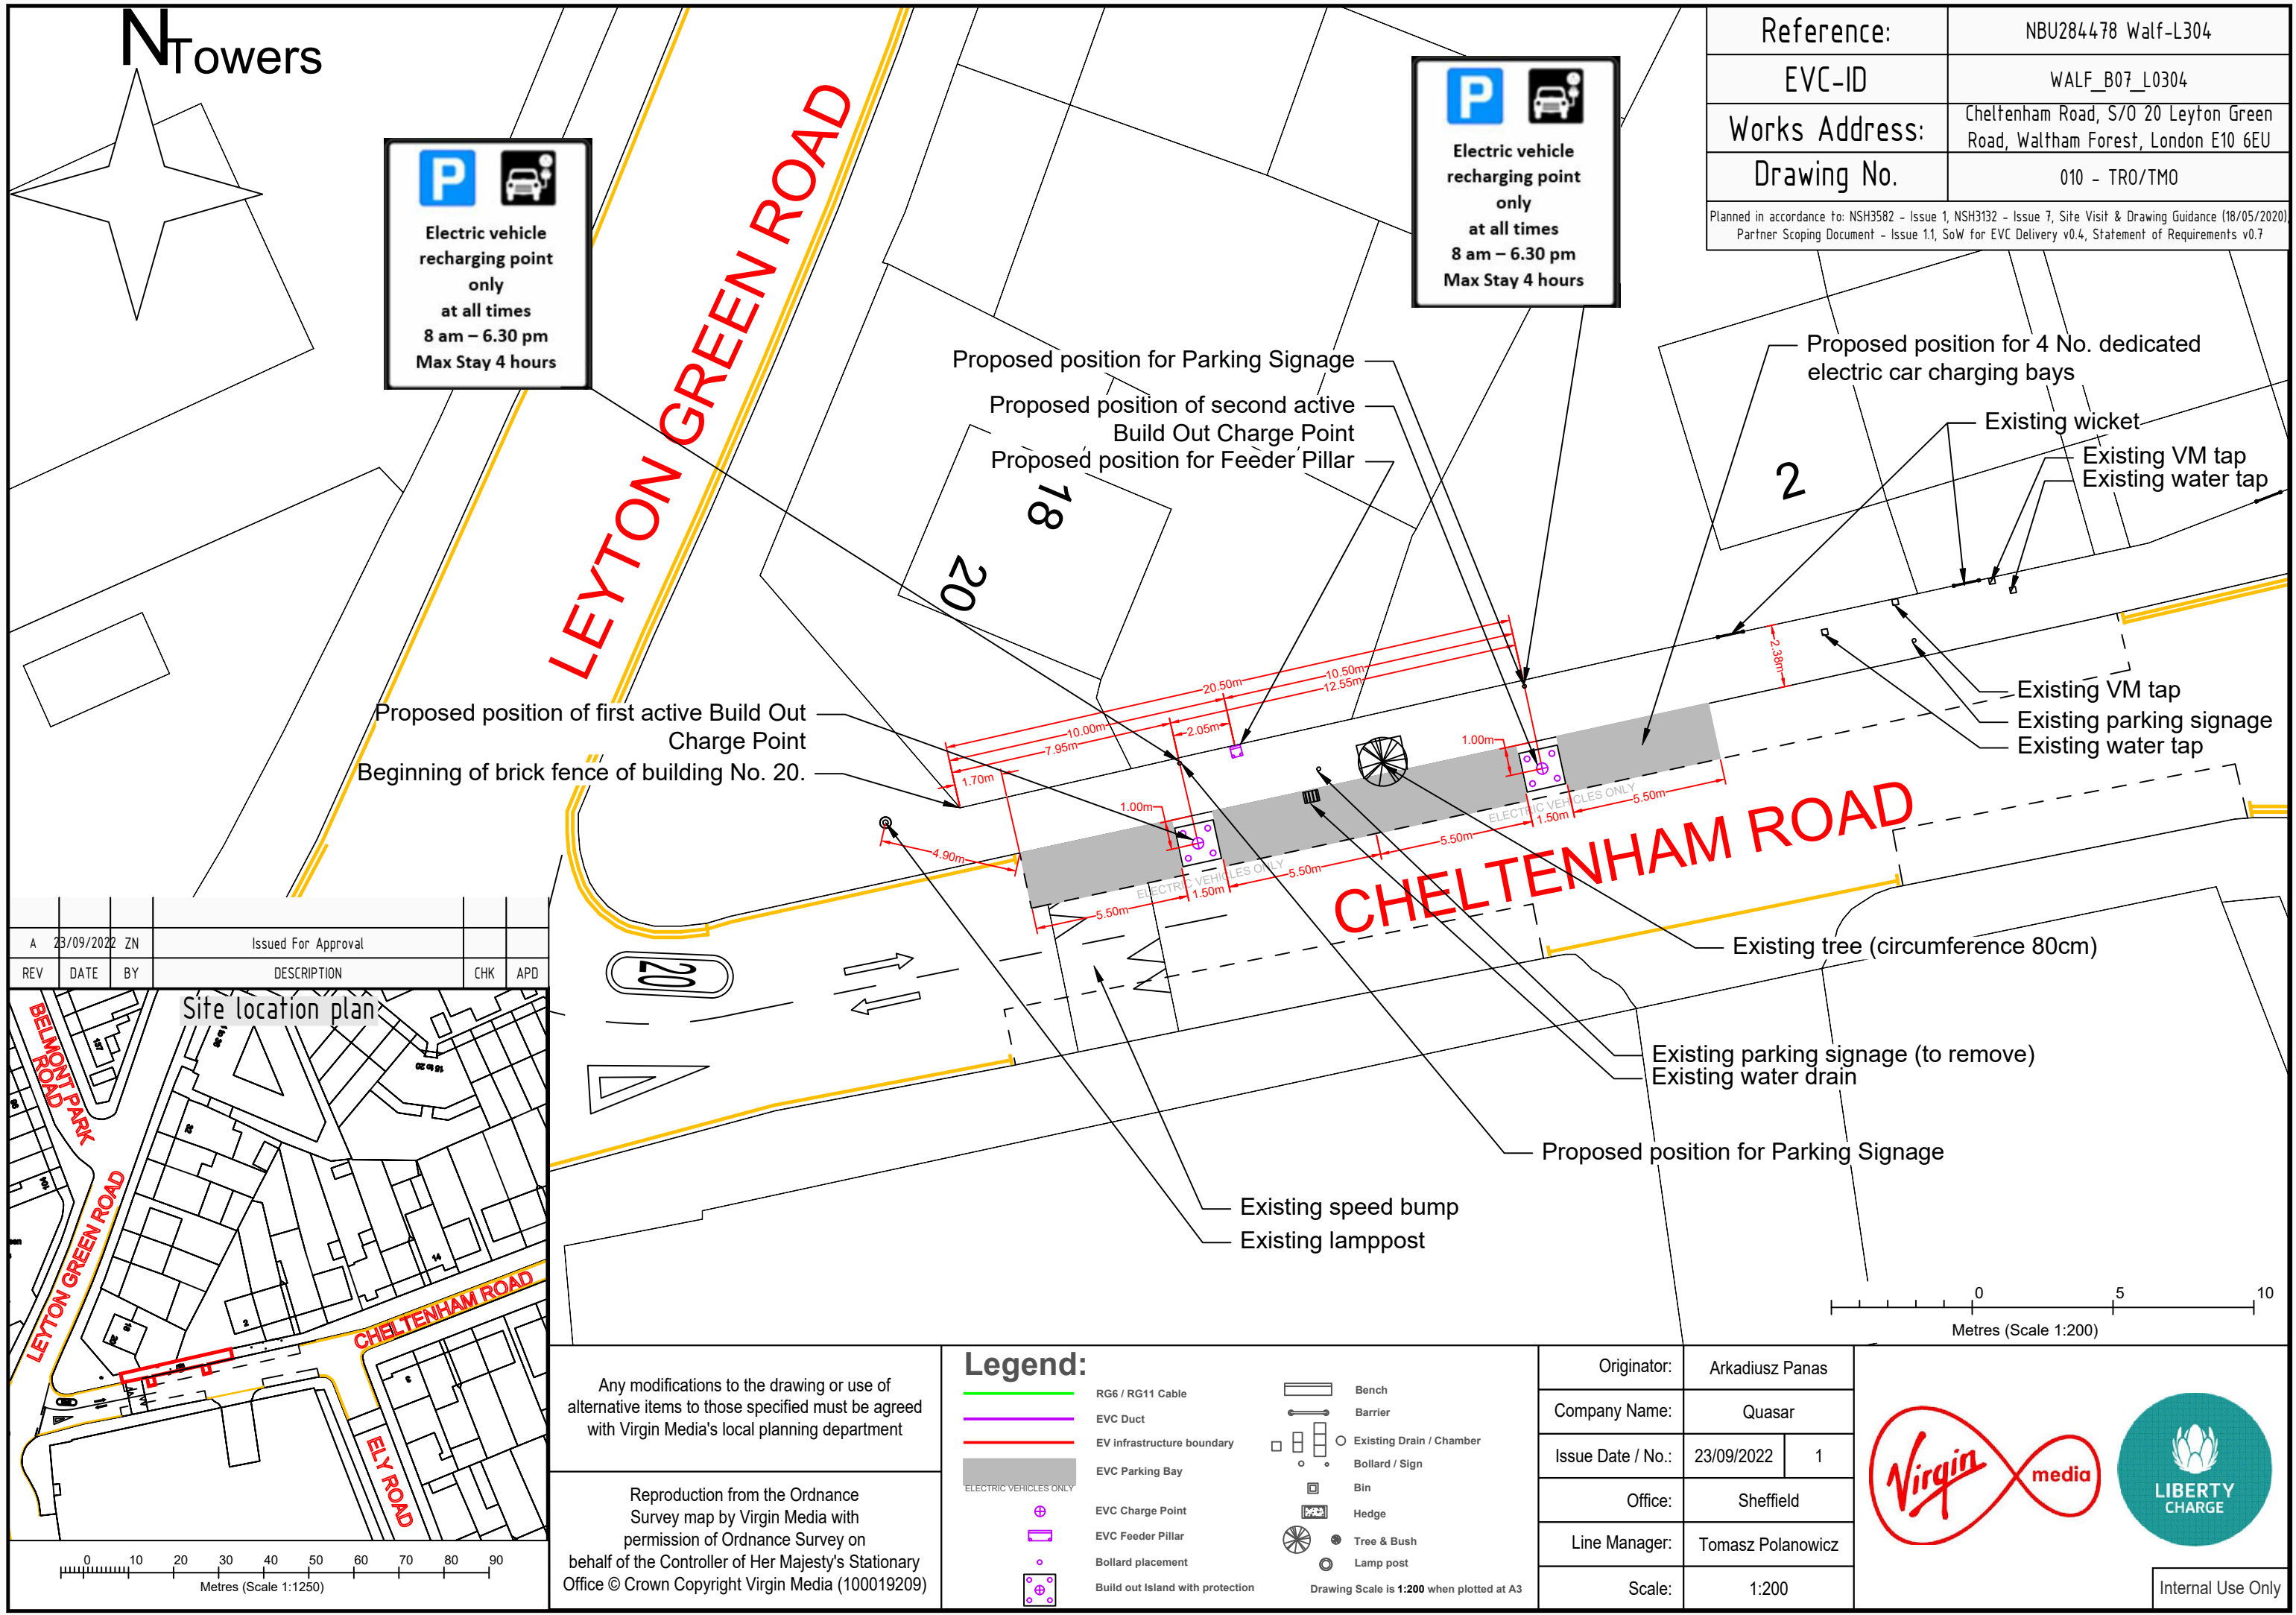 N
Towers
Reference:
NBU284478 Walf-L304
EVC-ID
WALF_B07_L0304
Works Address:
Cheltenham Road, S/O 20 Leyton Green
Road, Waltham Forest, London E10 6EU
Drawing No.
010 - TRO/TMO
Planned in accordance to: NSH3582 - Issue 1, NSH3132 - Issue 7, Site Visit & Drawing Guidance (18/05/2020),
Partner Scoping Document - Issue 1.1, SoW for EVC Delivery v0.4, Statement of Requirements v0.7
P
Electric vehicle
recharging point
only
at all times
8 am – 6.30 pm
Max Stay 4 hours
P
Electric vehicle
recharging point
only
at all times
8 am – 6.30 pm
Max Stay 4 hours
LEYTON GREEN ROAD
Proposed position for Parking Signage
Proposed position of second active
Build Out Charge Point
Proposed position for Feeder Pillar
Proposed position for 4 No. dedicated
electric car charging bays
Existing wicket
Existing VM tap
Existing water tap
2
18
20
Proposed position of first active Build Out
Charge Point
Beginning of brick fence of building No. 20.
20.50m
10.50m
12.55m
10.00m
2.05m
7.95m
1.70m
1.00m
1.00m
2.38m
4.90m
5.50m
1.50m
5.50m
5.50m
1.50m
5.50m
ELECTRIC VEHICLES ONLY
ELECTRIC VEHICLES ONLY
Existing VM tap
Existing parking signage
Existing water tap
CHELTENHAM ROAD
20
Existing tree (circumference 80cm)
Existing parking signage (to remove)
Existing water drain
Proposed position for Parking Signage
Existing speed bump
Existing lamppost
A 23/09/2022 ZN Issued For Approval
REV DATE BY DESCRIPTION CHK APD
Site location plan
BELMONT PARK
ROAD
137
1 to 36
15 to 20
32
104
14
2
18
20
LEYTON GREEN ROAD
CHELTENHAM ROAD
ELY ROAD
0 10 20 30 40 50 60 70 80 90
Metres (Scale 1:1250)
0 5 10
Metres (Scale 1:200)
Any modifications to the drawing or use of
alternative items to those specified must be agreed
with Virgin Media's local planning department
Reproduction from the Ordnance
Survey map by Virgin Media with
permission of Ordnance Survey on
behalf of the Controller of Her Majesty's Stationary
Office © Crown Copyright Virgin Media (100019209)
Legend:
RG6 / RG11 Cable
EVC Duct
EV infrastructure boundary
EVC Parking Bay
ELECTRIC VEHICLES ONLY
EVC Charge Point
EVC Feeder Pillar
Bollard placement
Build out Island with protection
Bench
Barrier
Existing Drain / Chamber
Bollard / Sign
Bin
Hedge
Tree & Bush
Lamp post
Drawing Scale is 1:200 when plotted at A3
Originator: Arkadiusz Panas
Company Name: Quasar
Issue Date / No.: 23/09/2022 1
Office: Sheffield
Line Manager: Tomasz Polanowicz
Scale: 1:200
Virgin media
LIBERTY
CHARGE
Internal Use Only